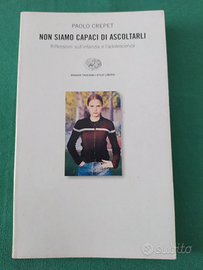 PAOLO CREPET
NON SIAMO CAPACI DI ASCOLTARLI
Riflessioni sull'infanzia e l'adolescenza
subito